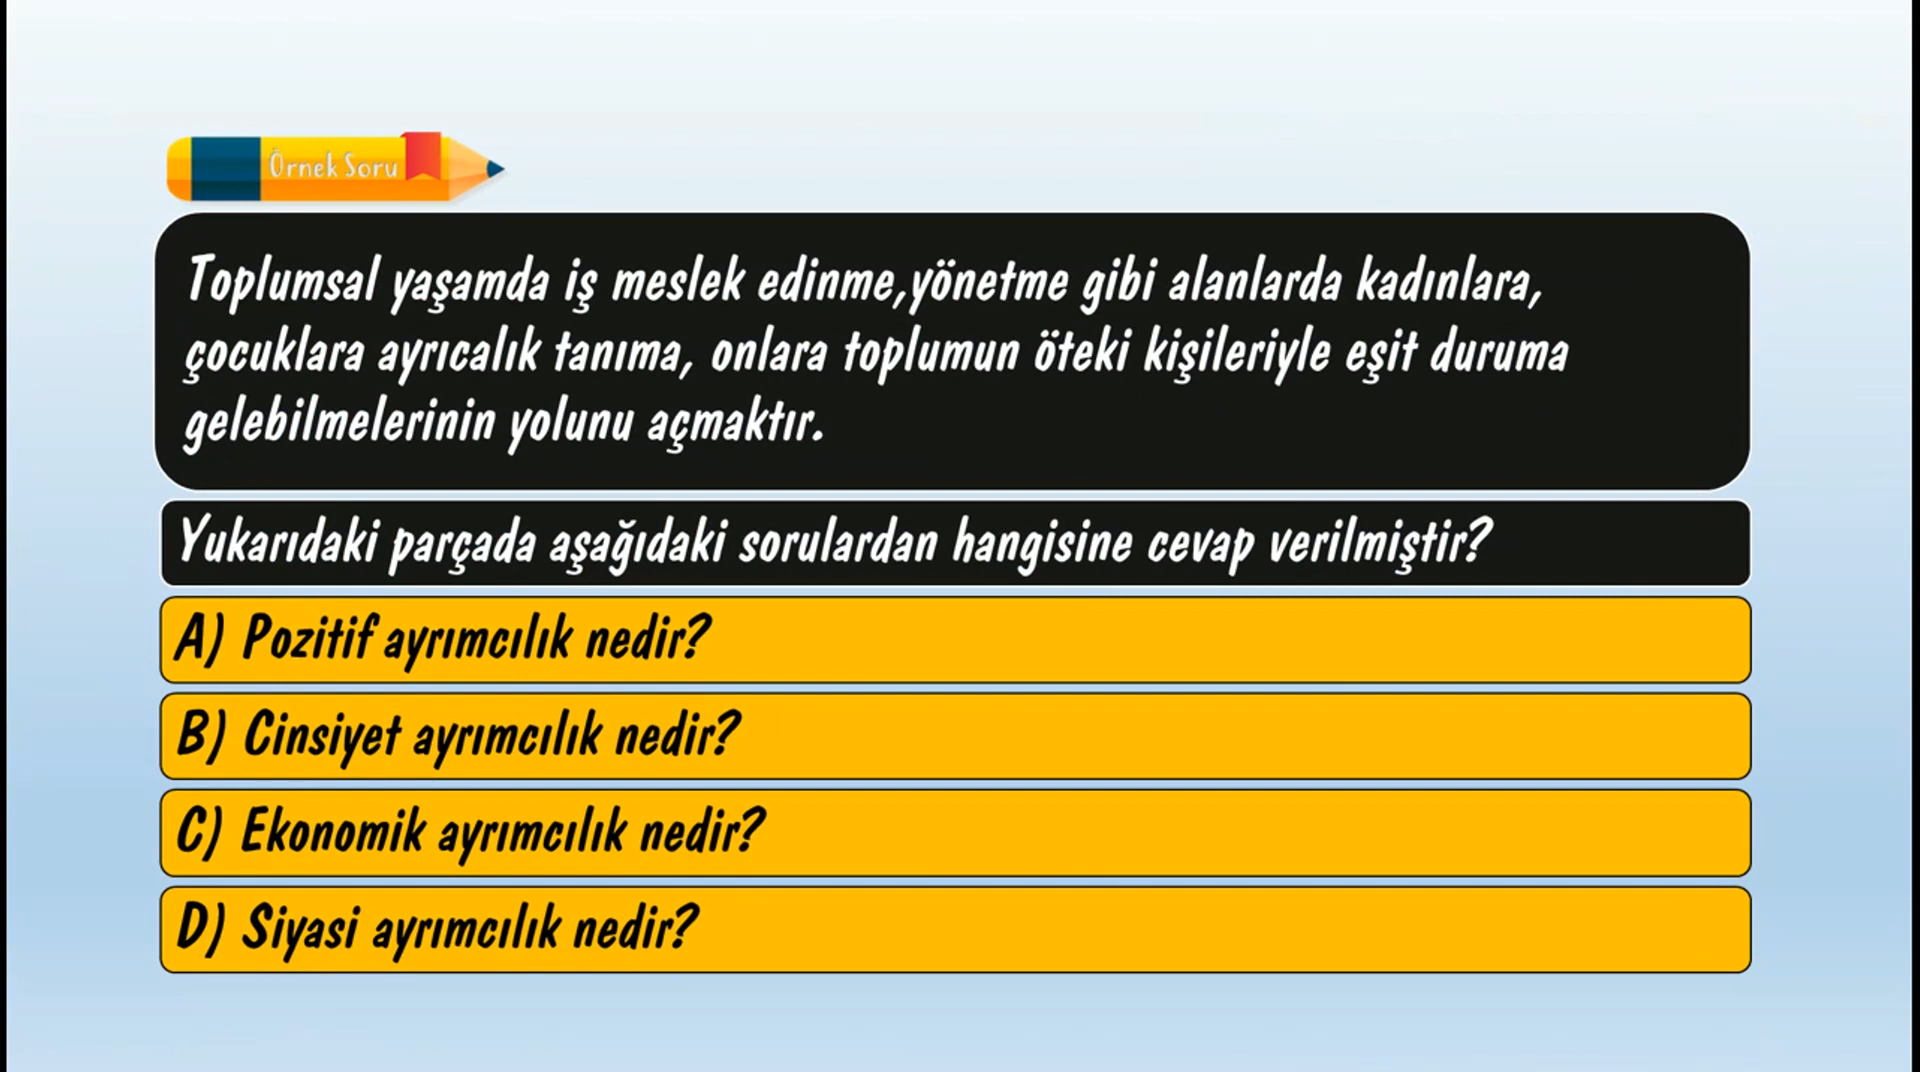 Örnek Soru
Toplumsal yaşamda iş meslek edinme,yönetme gibi alanlarda kadınlara,
çocuklara ayrıcalık tanıma, onlara toplumun öteki kişileriyle eşit duruma
gelebilmelerinin yolunu açmaktır.
Yukarıdaki parçada aşağıdaki sorulardan hangisine cevap verilmiştir?
A) Pozitif ayrımcılık nedir?
B) Cinsiyet ayrımcılık nedir?
C) Ekonomik ayrımcılık nedir?
D) Siyasi ayrımcılık nedir?